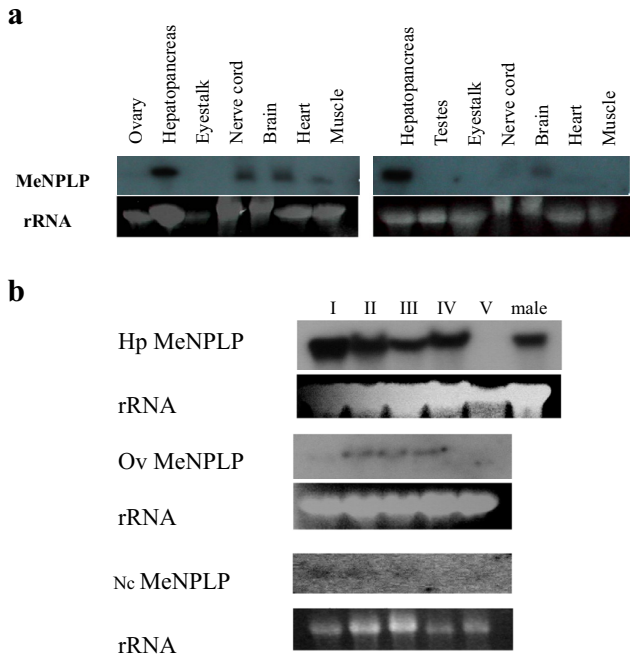 a
Ovary
Hepatopancreas
Eyestalk
Nerve cord
Brain
Heart
Muscle
Hepatopancreas
Testes
Eyestalk
Nerve cord
Brain
Heart
Muscle
MeNPLP
rRNA
b
I II III IV V male
Hp MeNPLP
rRNA
Ov MeNPLP
rRNA
Nc MeNPLP
rRNA